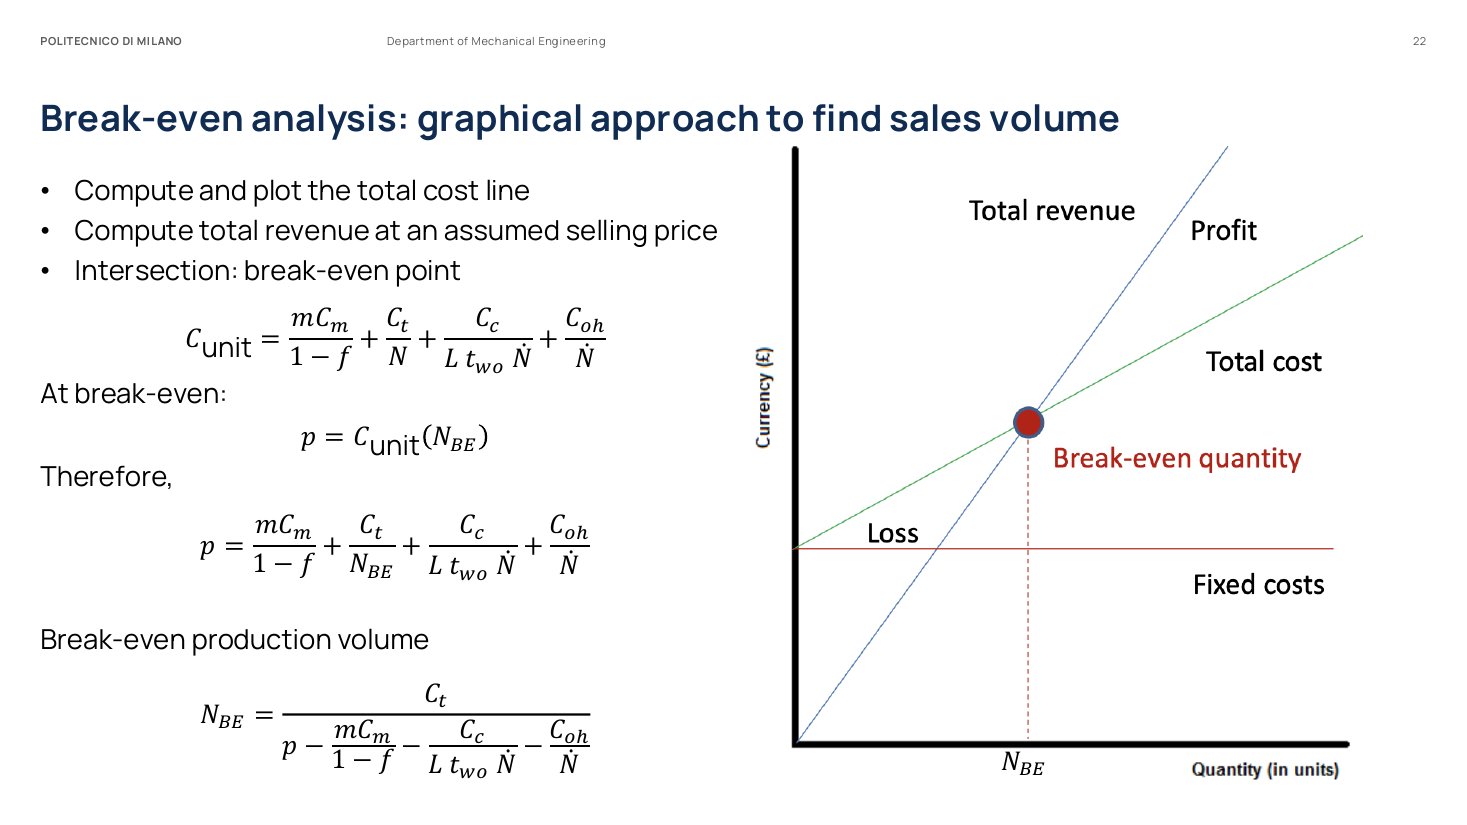 POLITECNICO DI MILANO Department of Mechanical Engineering 22
Break-even analysis: graphical approach to find sales volume
• Compute and plot the total cost line
• Compute total revenue at an assumed selling price
• Intersection: break-even point
C_unit = mC_m/(1 − f) + C_t/N + C_c/(L t_wo Ṅ) + C_oh/Ṅ
At break-even:
p = C_unit(N_BE)
Therefore,
p = mC_m/(1 − f) + C_t/N_BE + C_c/(L t_wo Ṅ) + C_oh/Ṅ
Break-even production volume
N_BE = C_t/(p − mC_m/(1 − f) − C_c/(L t_wo Ṅ) − C_oh/Ṅ)
Total revenue
Profit
Total cost
Currency (£)
Break-even quantity
Loss
Fixed costs
N_BE
Quantity (in units)